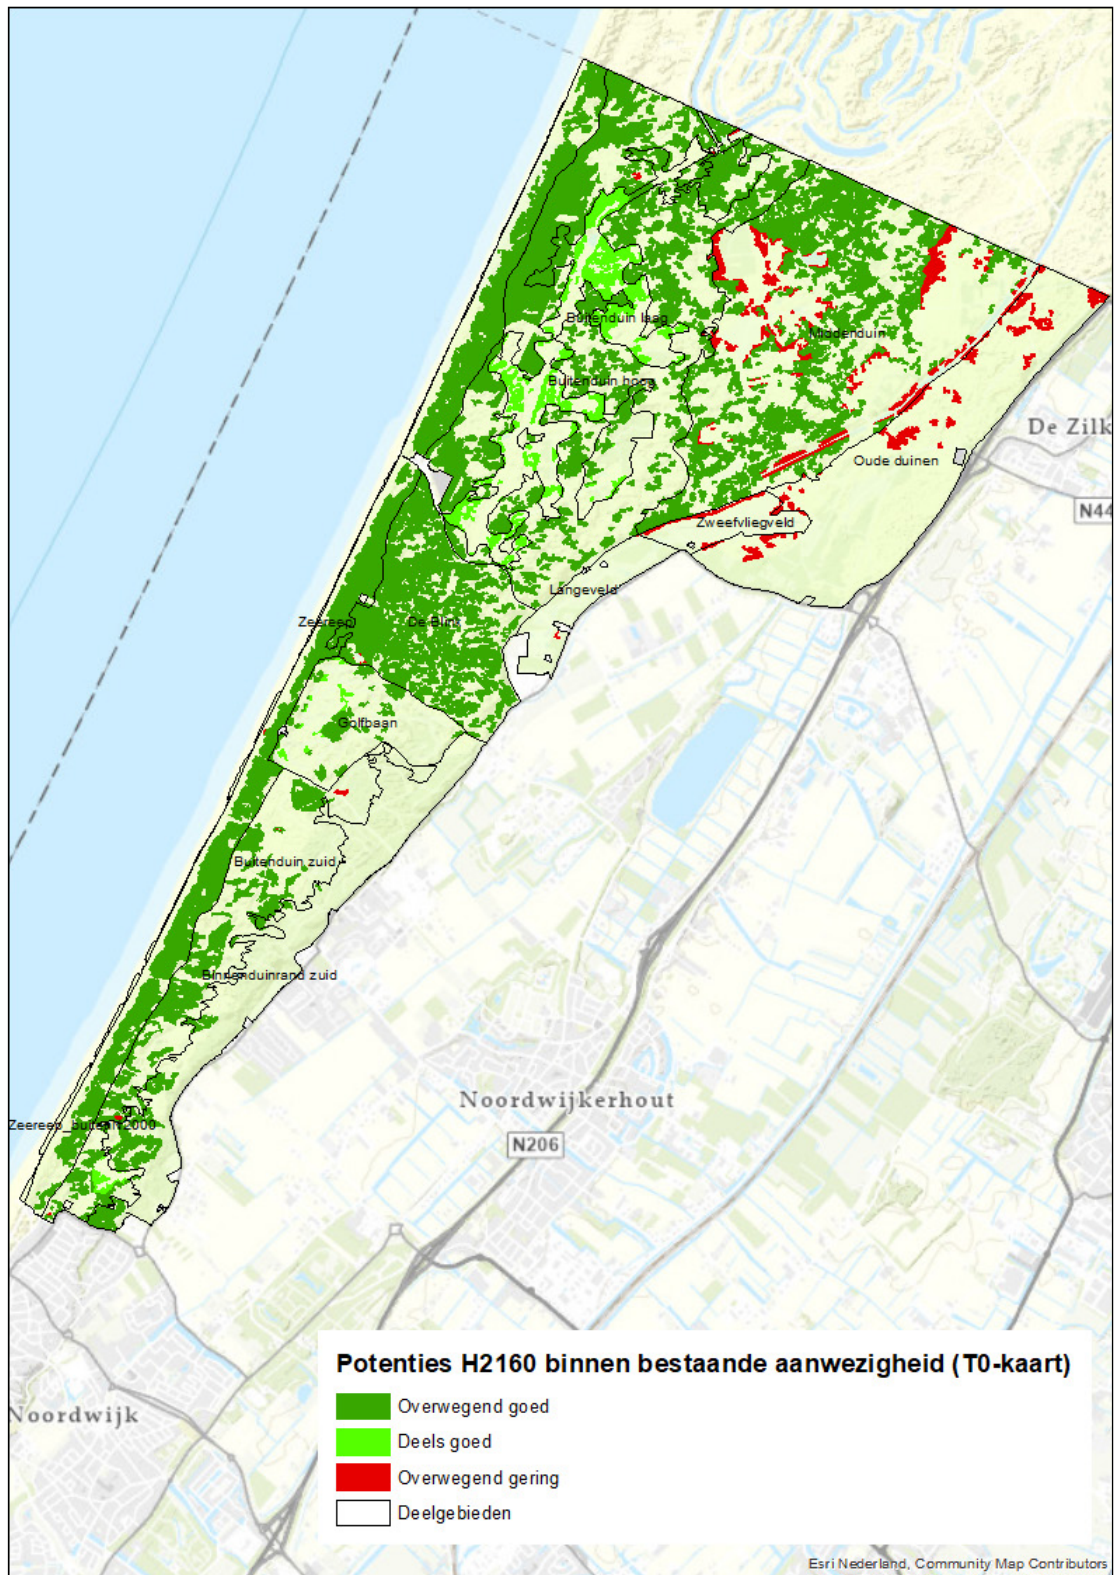 Buitenduin laag
Middenduin
Buitenduin hoog
De Zilk
Oude duinen
N44
Zweefvliegveld
Langeveld
Zeereep
De Blink
Golfbaan
Buitenduin zuid
Binnenduinrand zuid
Noordwijkerhout
Zeereep_buitenN2000
N206
Potenties H2160 binnen bestaande aanwezigheid (T0-kaart)
Overwegend goed
Deels goed
Noordwijk
Overwegend gering
Deelgebieden
Esri Nederland, Community Map Contributors